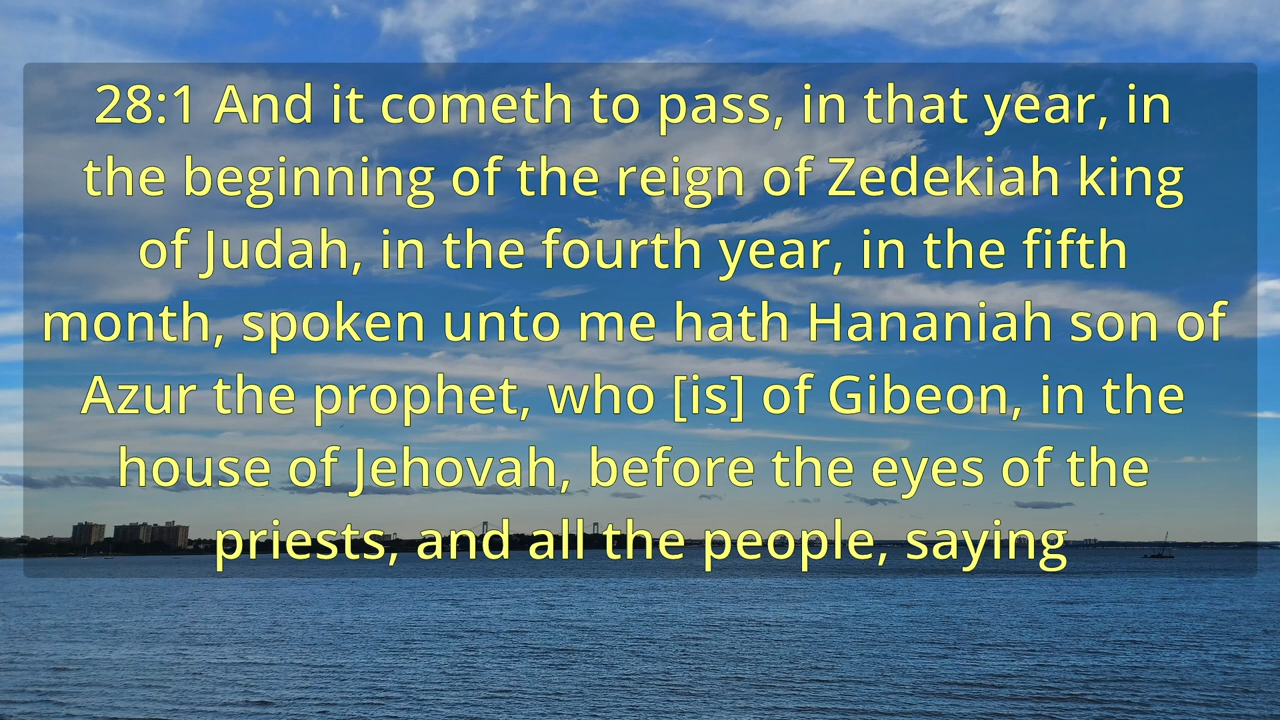 28:1 And it cometh to pass, in that year, in
the beginning of the reign of Zedekiah king
of Judah, in the fourth year, in the fifth
month, spoken unto me hath Hananiah son of
Azur the prophet, who [is] of Gibeon, in the
house of Jehovah, before the eyes of the
priests, and all the people, saying